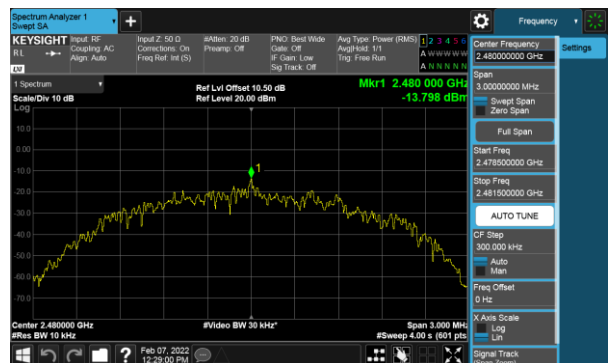 Spectrum Analyzer 1
Swept SA
Frequency
KEYSIGHT
Input: RF
Input Z: 50 Ω
#Atten: 20 dB
PNO: Best Wide
Avg Type: Power (RMS)
1 2 3 4 5 6
RL
Coupling: AC
Corrections: On
Preamp: Off
Gate: Off
Avg|Hold: 1/1
A W W W W W
Align: Auto
Freq Ref: Int (S)
IF Gain: Low
Trig: Free Run
Sig Track: Off
A N N N N N
LXI
1 Spectrum
Scale/Div 10 dB
Log
Ref Lvl Offset 10.50 dB
Ref Level 20.00 dBm
Mkr1 2.480 000 GHz
-13.798 dBm
10.0
0.00
-10.0
-20.0
-30.0
-40.0
-50.0
-60.0
-70.0
1
Center 2.480000 GHz
#Video BW 30 kHz*
Span 3.000 MHz
#Res BW 10 kHz
#Sweep 4.00 s (601 pts)
?
Feb 07, 2022
12:29:00 PM
Center Frequency
2.480000000 GHz
Settings
Span
3.00000000 MHz
Swept Span
Zero Span
Full Span
Start Freq
2.478500000 GHz
Stop Freq
2.481500000 GHz
AUTO TUNE
CF Step
300.000 kHz
Auto
Man
Freq Offset
0 Hz
X Axis Scale
Log
Lin
Signal Track
(Span Zoom)